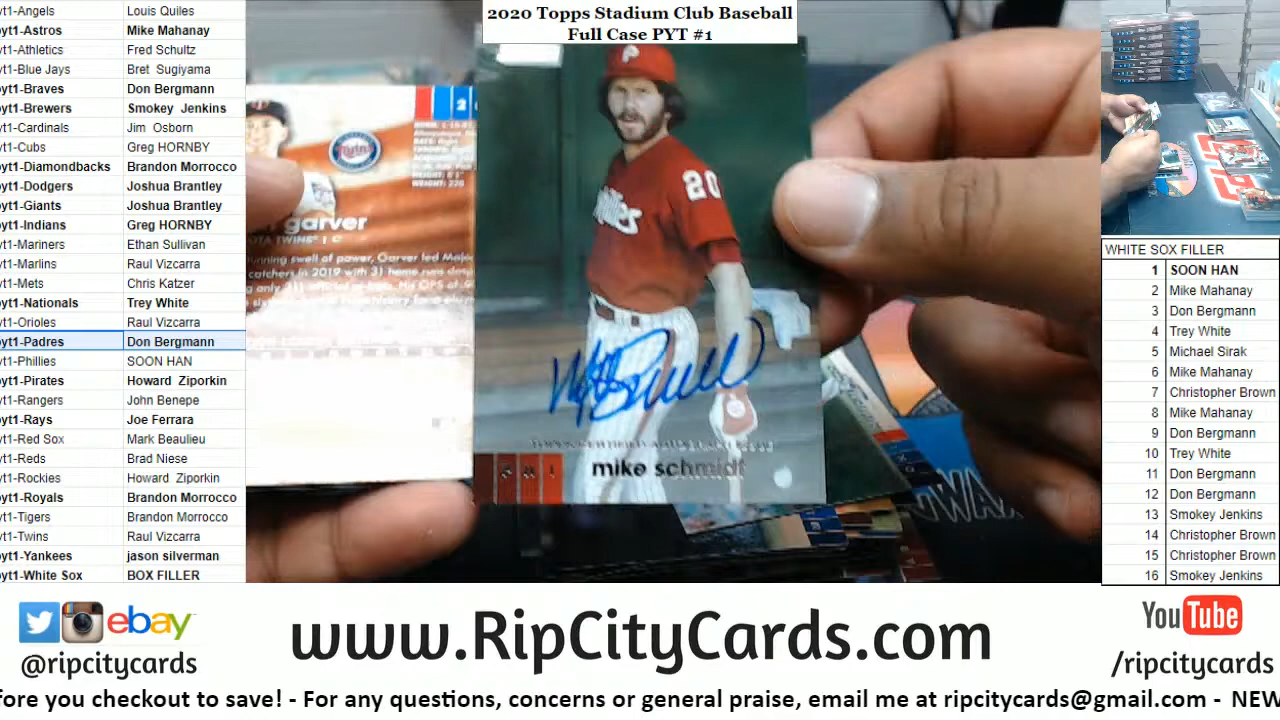 2020 Topps Stadium Club Baseball
Full Case PYT #1
yt1-Angels Louis Quiles
yt1-Astros Mike Mahanay
yt1-Athletics Fred Schultz
yt1-Blue Jays Bret Sugiyama
yt1-Braves Don Bergmann
yt1-Brewers Smokey Jenkins
yt1-Cardinals Jim Osborn
yt1-Cubs Greg HORNBY
yt1-Diamondbacks Brandon Morrocco
yt1-Dodgers Joshua Brantley
yt1-Giants Joshua Brantley
yt1-Indians Greg HORNBY
yt1-Mariners Ethan Sullivan
yt1-Marlins Raul Vizcarra
yt1-Mets Chris Katzer
yt1-Nationals Trey White
yt1-Orioles Raul Vizcarra
yt1-Padres Don Bergmann
yt1-Phillies SOON HAN
yt1-Pirates Howard Ziporkin
yt1-Rangers John Benepe
yt1-Rays Joe Ferrara
yt1-Red Sox Mark Beaulieu
yt1-Reds Brad Niese
yt1-Rockies Howard Ziporkin
yt1-Royals Brandon Morrocco
yt1-Tigers Brandon Morrocco
yt1-Twins Raul Vizcarra
yt1-Yankees jason silverman
yt1-White Sox BOX FILLER
2
Twins
garver
OTA TWINS | C
P
Phillies
20
mike schmidt
WHITE SOX FILLER
1 SOON HAN
2 Mike Mahanay
3 Don Bergmann
4 Trey White
5 Michael Sirak
6 Mike Mahanay
7 Christopher Brown
8 Mike Mahanay
9 Don Bergmann
10 Trey White
11 Don Bergmann
12 Don Bergmann
13 Smokey Jenkins
14 Christopher Brown
15 Christopher Brown
16 Smokey Jenkins
ebay
@ripcitycards
www.RipCityCards.com
YouTube
/ripcitycards
fore you checkout to save! - For any questions, concerns or general praise, email me at ripcitycards@gmail.com - NEW